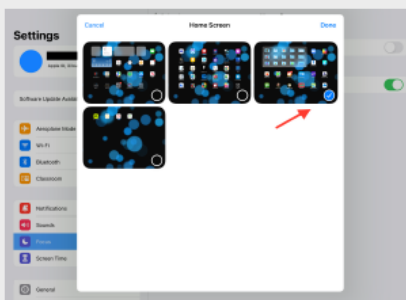 Cancel
Home Screen
Done
Settings
Software Update Available
Aeroplane Mode
Wi-Fi
Bluetooth
Classroom
Notifications
Sounds
Focus
Screen Time
General